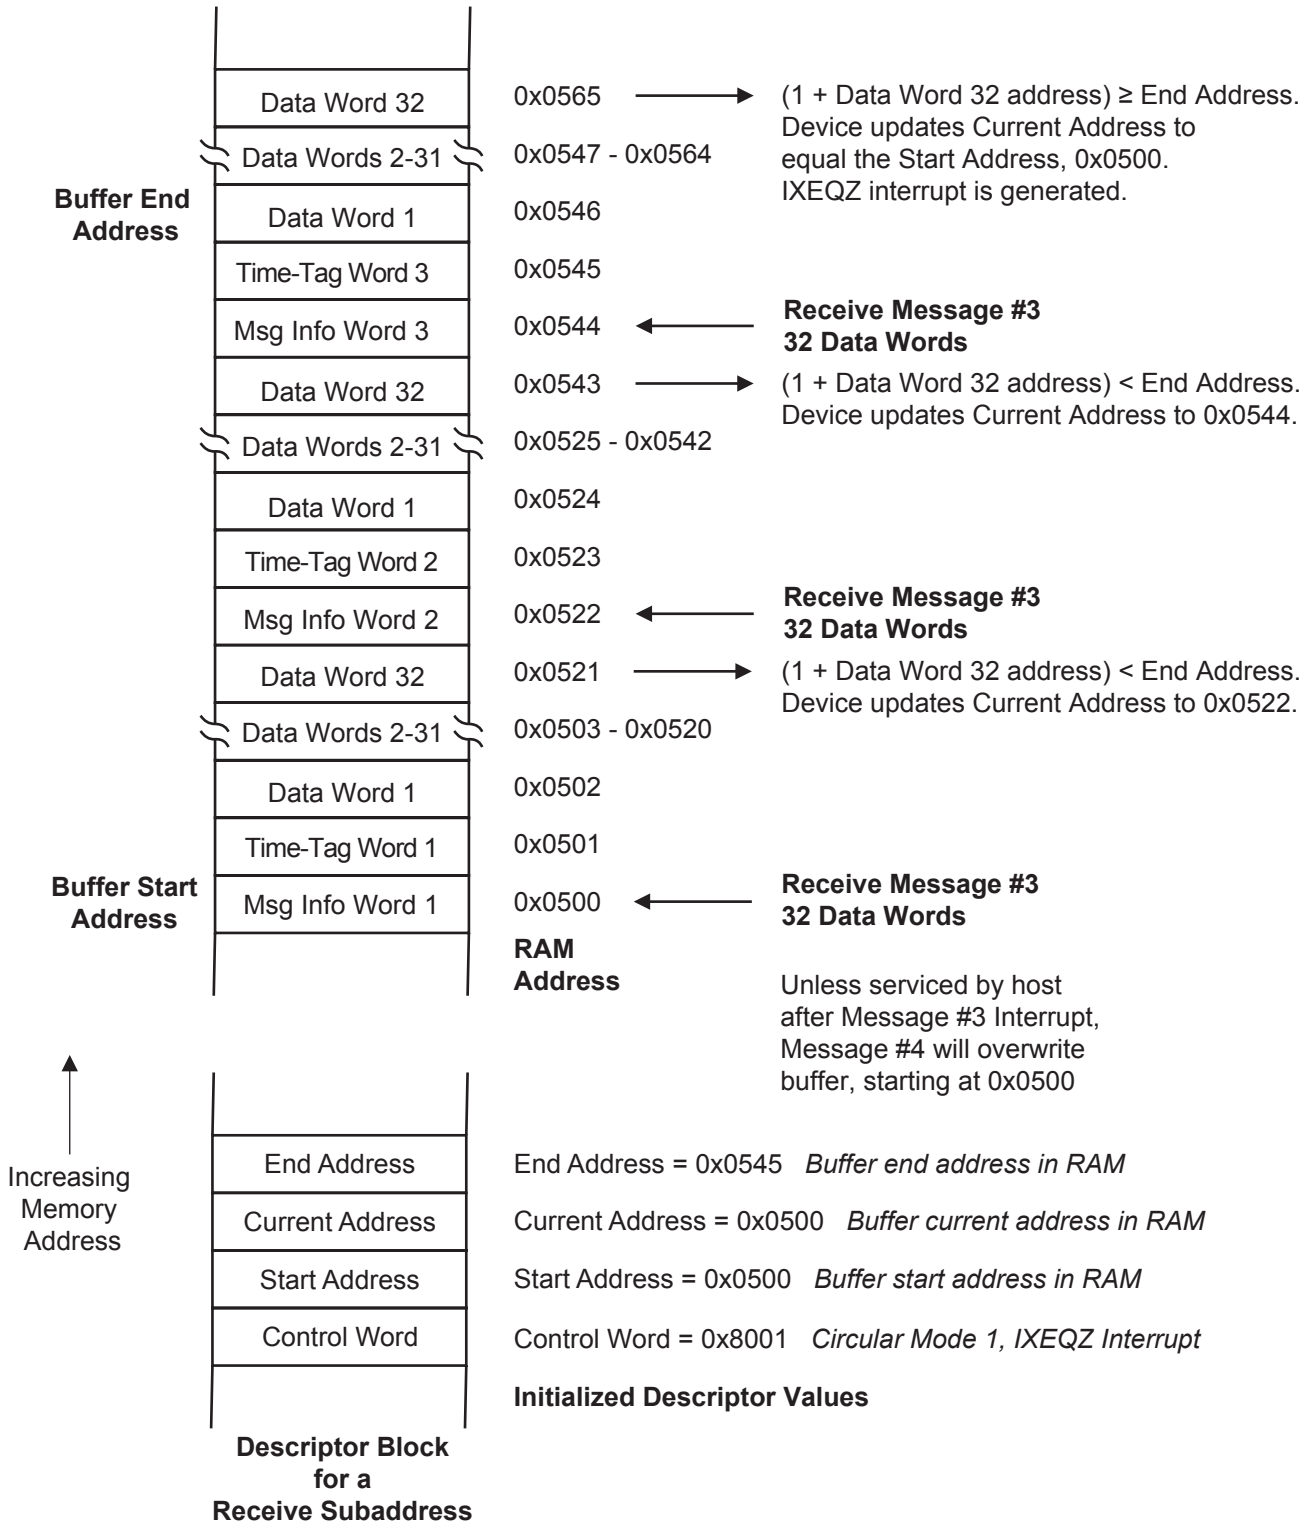 Data Word 32
0x0565
(1 + Data Word 32 address) ≥ End Address.
Device updates Current Address to
equal the Start Address, 0x0500.
IXEQZ interrupt is generated.
Data Words 2-31
0x0547 - 0x0564
Buffer End
Address
Data Word 1
0x0546
Time-Tag Word 3
0x0545
Msg Info Word 3
0x0544
Receive Message #3
32 Data Words
Data Word 32
0x0543
(1 + Data Word 32 address) < End Address.
Device updates Current Address to 0x0544.
Data Words 2-31
0x0525 - 0x0542
Data Word 1
0x0524
Time-Tag Word 2
0x0523
Msg Info Word 2
0x0522
Receive Message #3
32 Data Words
Data Word 32
0x0521
(1 + Data Word 32 address) < End Address.
Device updates Current Address to 0x0522.
Data Words 2-31
0x0503 - 0x0520
Data Word 1
0x0502
Time-Tag Word 1
0x0501
Buffer Start
Address
Msg Info Word 1
0x0500
Receive Message #3
32 Data Words
RAM
Address
Unless serviced by host
after Message #3 Interrupt,
Message #4 will overwrite
buffer, starting at 0x0500
Increasing
Memory
Address
End Address
End Address = 0x0545 Buffer end address in RAM
Current Address
Current Address = 0x0500 Buffer current address in RAM
Start Address
Start Address = 0x0500 Buffer start address in RAM
Control Word
Control Word = 0x8001 Circular Mode 1, IXEQZ Interrupt
Initialized Descriptor Values
Descriptor Block
for a
Receive Subaddress